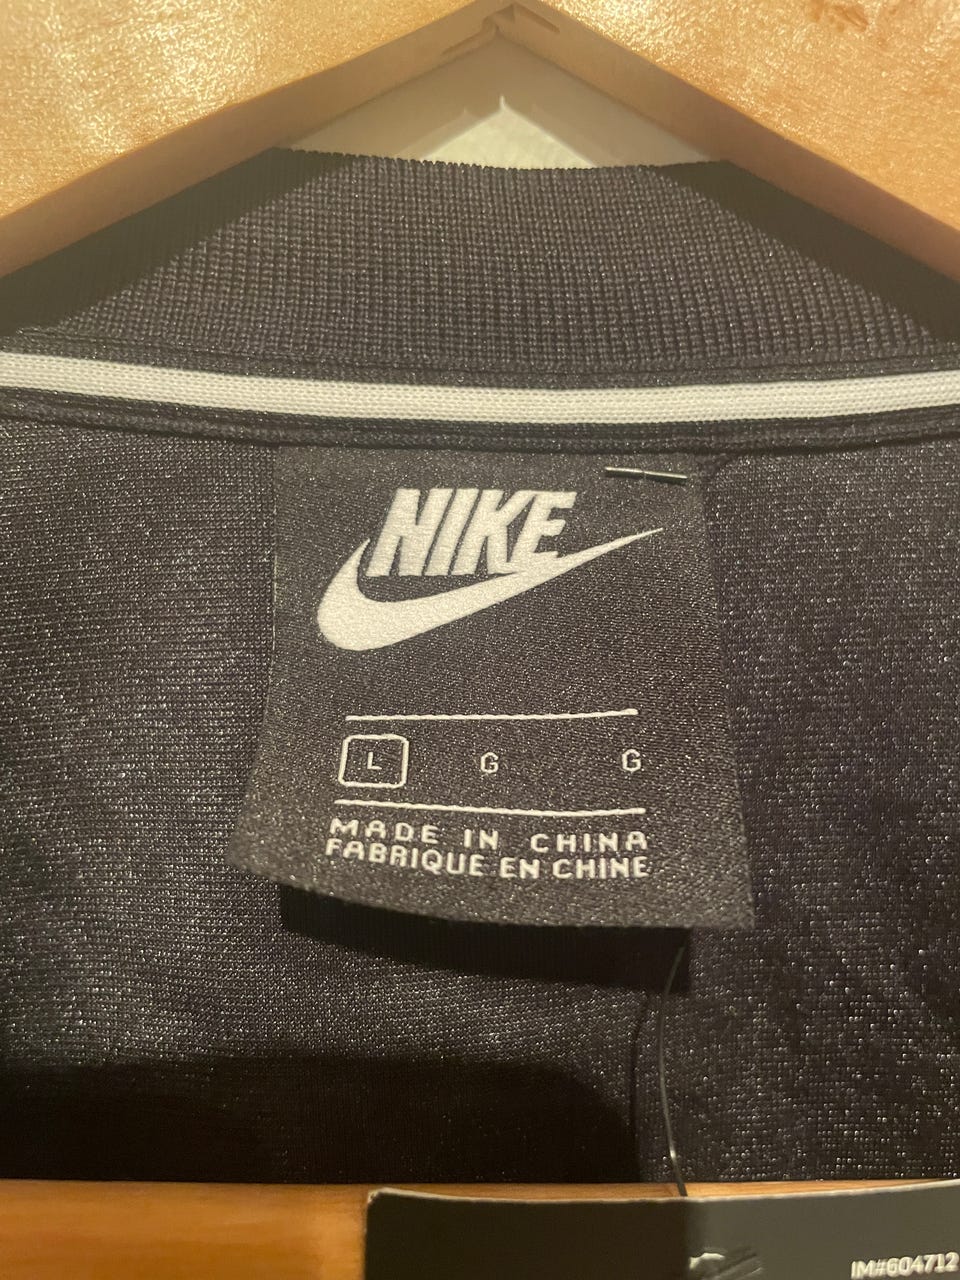 NIKE
L G G
MADE IN CHINA
FABRIQUE EN CHINE
IM#604712